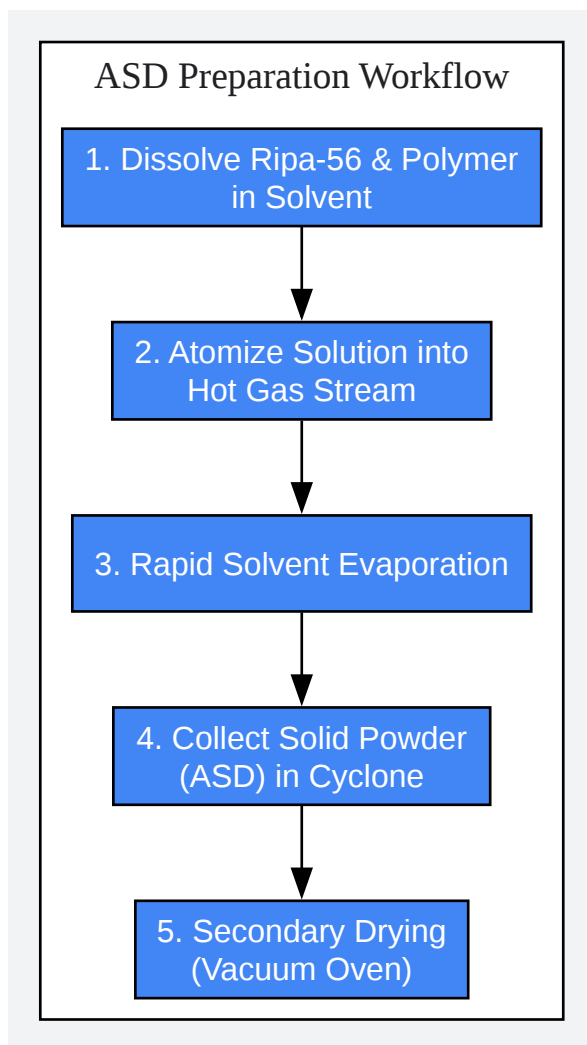 ASD Preparation Workflow
1. Dissolve Ripa-56 & Polymer
in Solvent
2. Atomize Solution into
Hot Gas Stream
3. Rapid Solvent Evaporation
4. Collect Solid Powder
(ASD) in Cyclone
5. Secondary Drying
(Vacuum Oven)